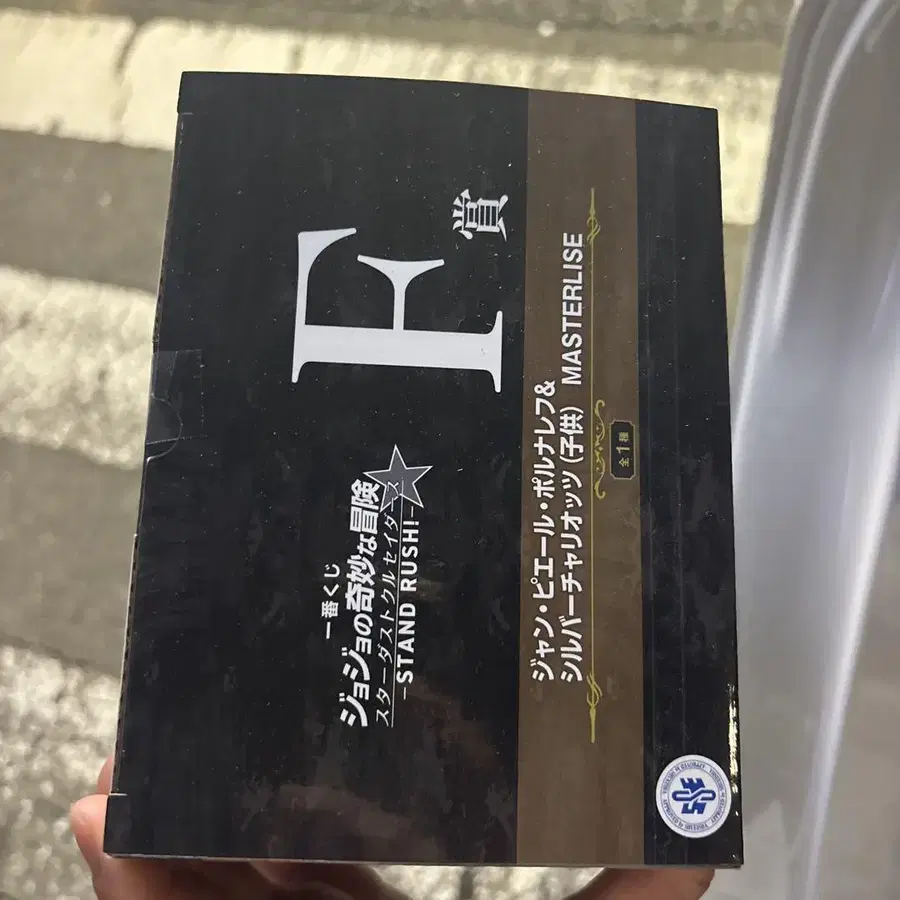 一番くじ
ジョジョの奇妙な冒険
スターダストクルセイダース
-STAND RUSH!-
F賞
ジャン・ピエール・ポルナレフ&
シルバーチャリオッツ(子供) MASTERLISE
全1種